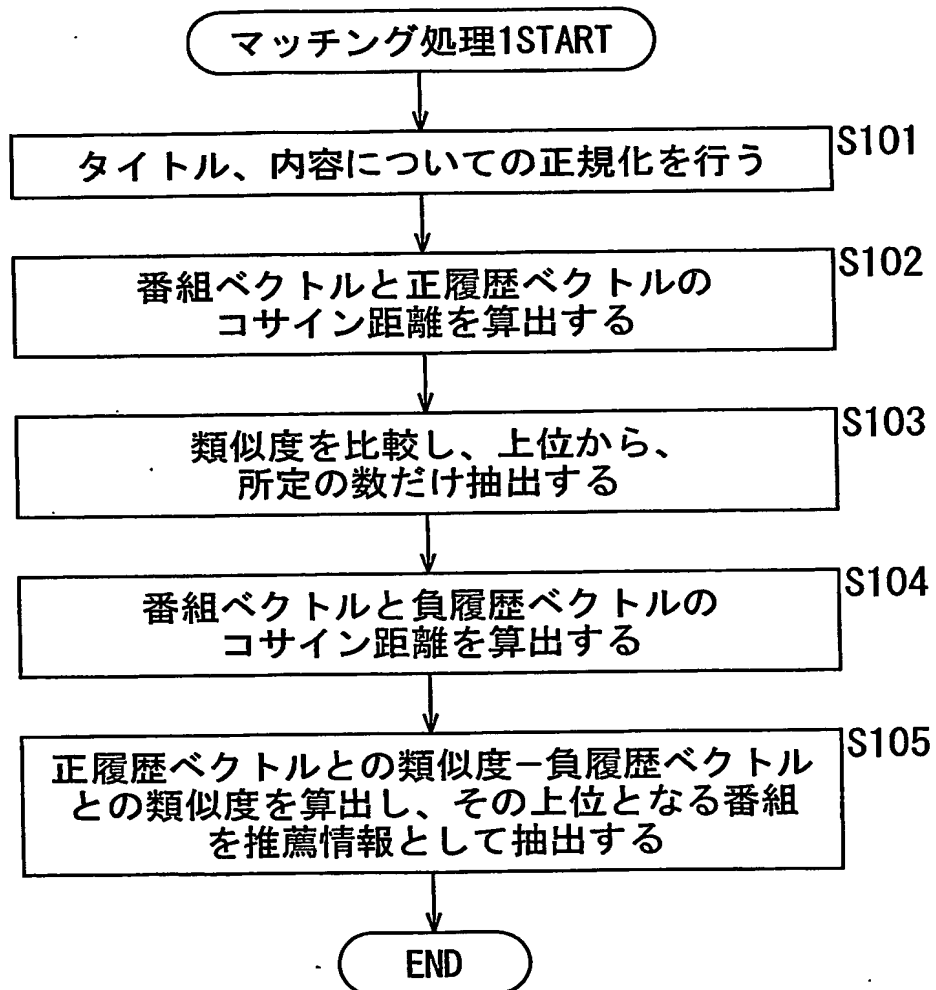 マッチング処理1START
S101
タイトル、内容についての正規化を行う
S102
番組ベクトルと正履歴ベクトルの
コサイン距離を算出する
S103
類似度を比較し、上位から、
所定の数だけ抽出する
S104
番組ベクトルと負履歴ベクトルの
コサイン距離を算出する
S105
正履歴ベクトルとの類似度−負履歴ベクトル
との類似度を算出し、その上位となる番組
を推薦情報として抽出する
END